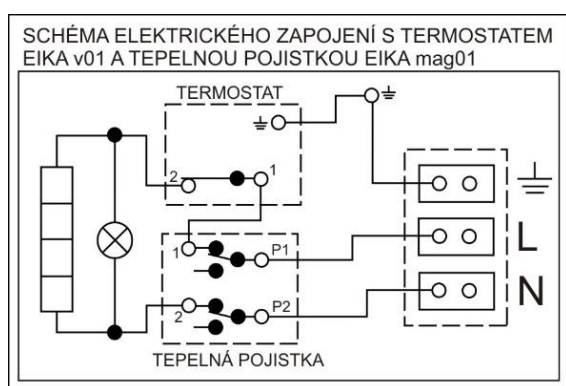 SCHÉMA ELEKTRICKÉHO ZAPOJENÍ S TERMOSTATEM
EIKA v01 A TEPELNOU POJISTKOU EIKA mag01
TERMOSTAT
2
1
1
P1
L
2
P2
N
TEPELNÁ POJISTKA